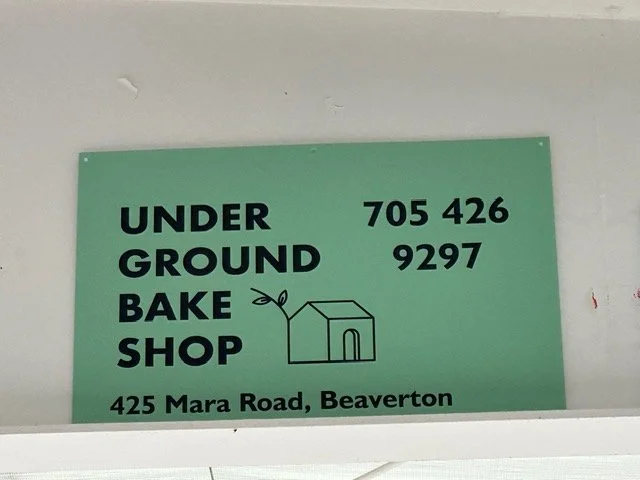 UNDER
GROUND
BAKE
SHOP
705 426
9297
425 Mara Road, Beaverton